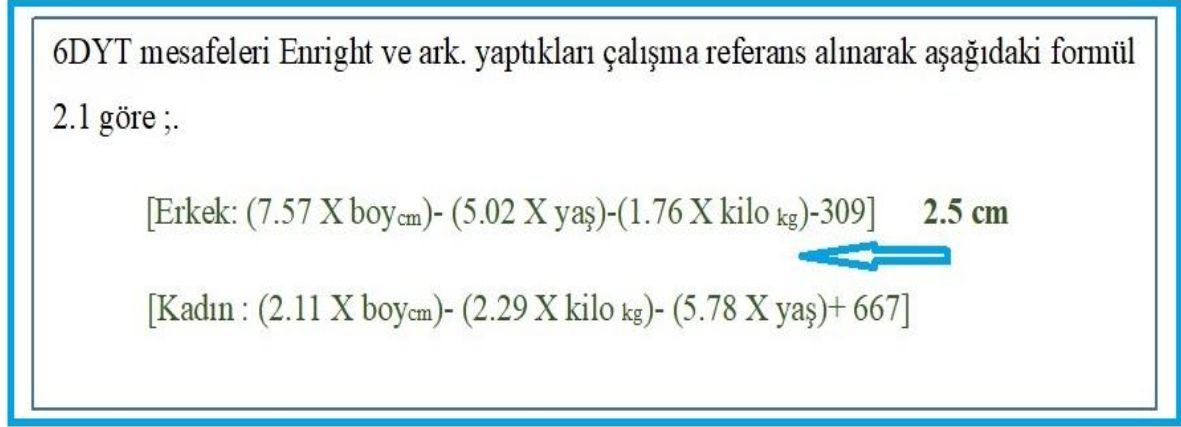 6DYT mesafeleri Enright ve ark. yaptıkları çalışma referans alınarak aşağıdaki formül
2.1 göre ;.
[Erkek: (7.57 X boycm)- (5.02 X yaş)-(1.76 X kilo kg)-309] 2.5 cm
[Kadın : (2.11 X boycm)- (2.29 X kilo kg)- (5.78 X yaş)+ 667]